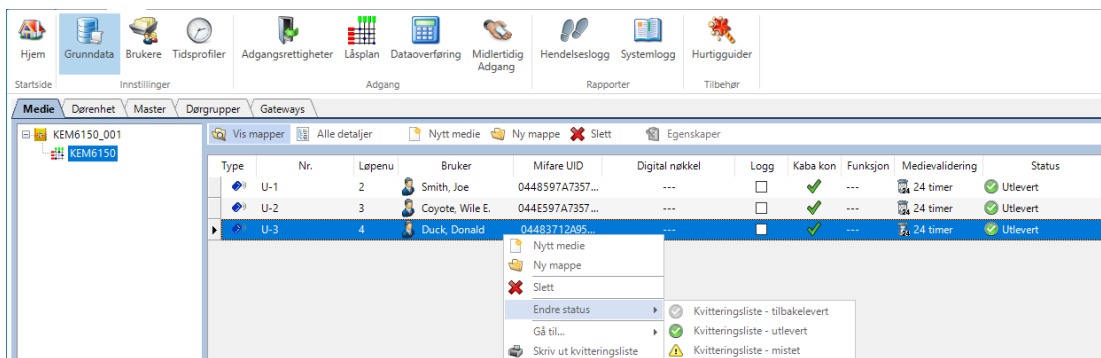 Hjem Grunndata Brukere Tidsprofiler Adgangsrettigheter Låsplan Dataoverføring Midlertidig Adgang Hendelseslogg Systemlogg Hurtigguider
Startside Innstillinger Adgang Rapporter Tilbehør
Medie Dørenhet Master Dørgrupper Gateways
KEM6150_001
KEM6150
Vis mapper Alle detaljer Nytt medie Ny mappe Slett Egenskaper
Type Nr. Løpenu Bruker Mifare UID Digital nøkkel Logg Kaba kon Funksjon Medievalidering Status
U-1 2 Smith, Joe 0448597A7357... --- --- 24 timer Utlevert
U-2 3 Coyote, Wile E. 044E597A7357... --- --- 24 timer Utlevert
U-3 4 Duck, Donald 04483712A95... --- --- 24 timer Utlevert
Nytt medie
Ny mappe
Slett
Endre status
Gå til...
Skriv ut kvitteringsliste
Kvitteringsliste - tilbakelevert
Kvitteringsliste - utlevert
Kvitteringsliste - mistet